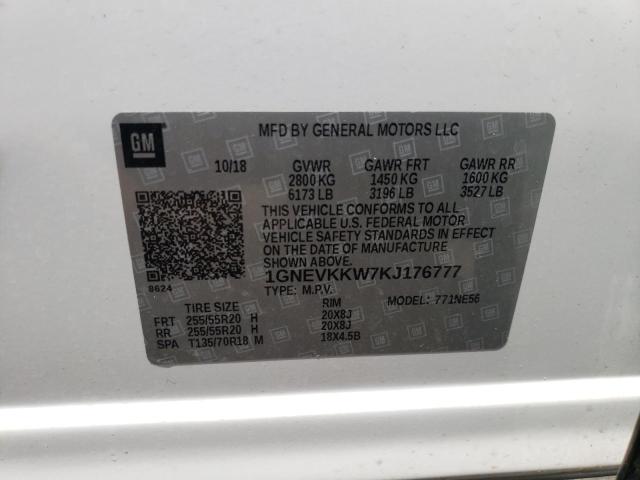 GM
MFD BY GENERAL MOTORS LLC
10/18 GVWR GAWR FRT GAWR RR
2800 KG 1450 KG 1600 KG
6173 LB 3196 LB 3527 LB
THIS VEHICLE CONFORMS TO ALL
APPLICABLE U.S. FEDERAL MOTOR
VEHICLE SAFETY STANDARDS IN EFFECT
ON THE DATE OF MANUFACTURE
SHOWN ABOVE.
8624
1GNEVKKW7KJ176777
TYPE: M.P.V. MODEL: 771NE56
TIRE SIZE RIM
FRT 255/55R20 H 20X8J
RR 255/55R20 H 20X8J
SPA T135/70R18 M 18X4.5B